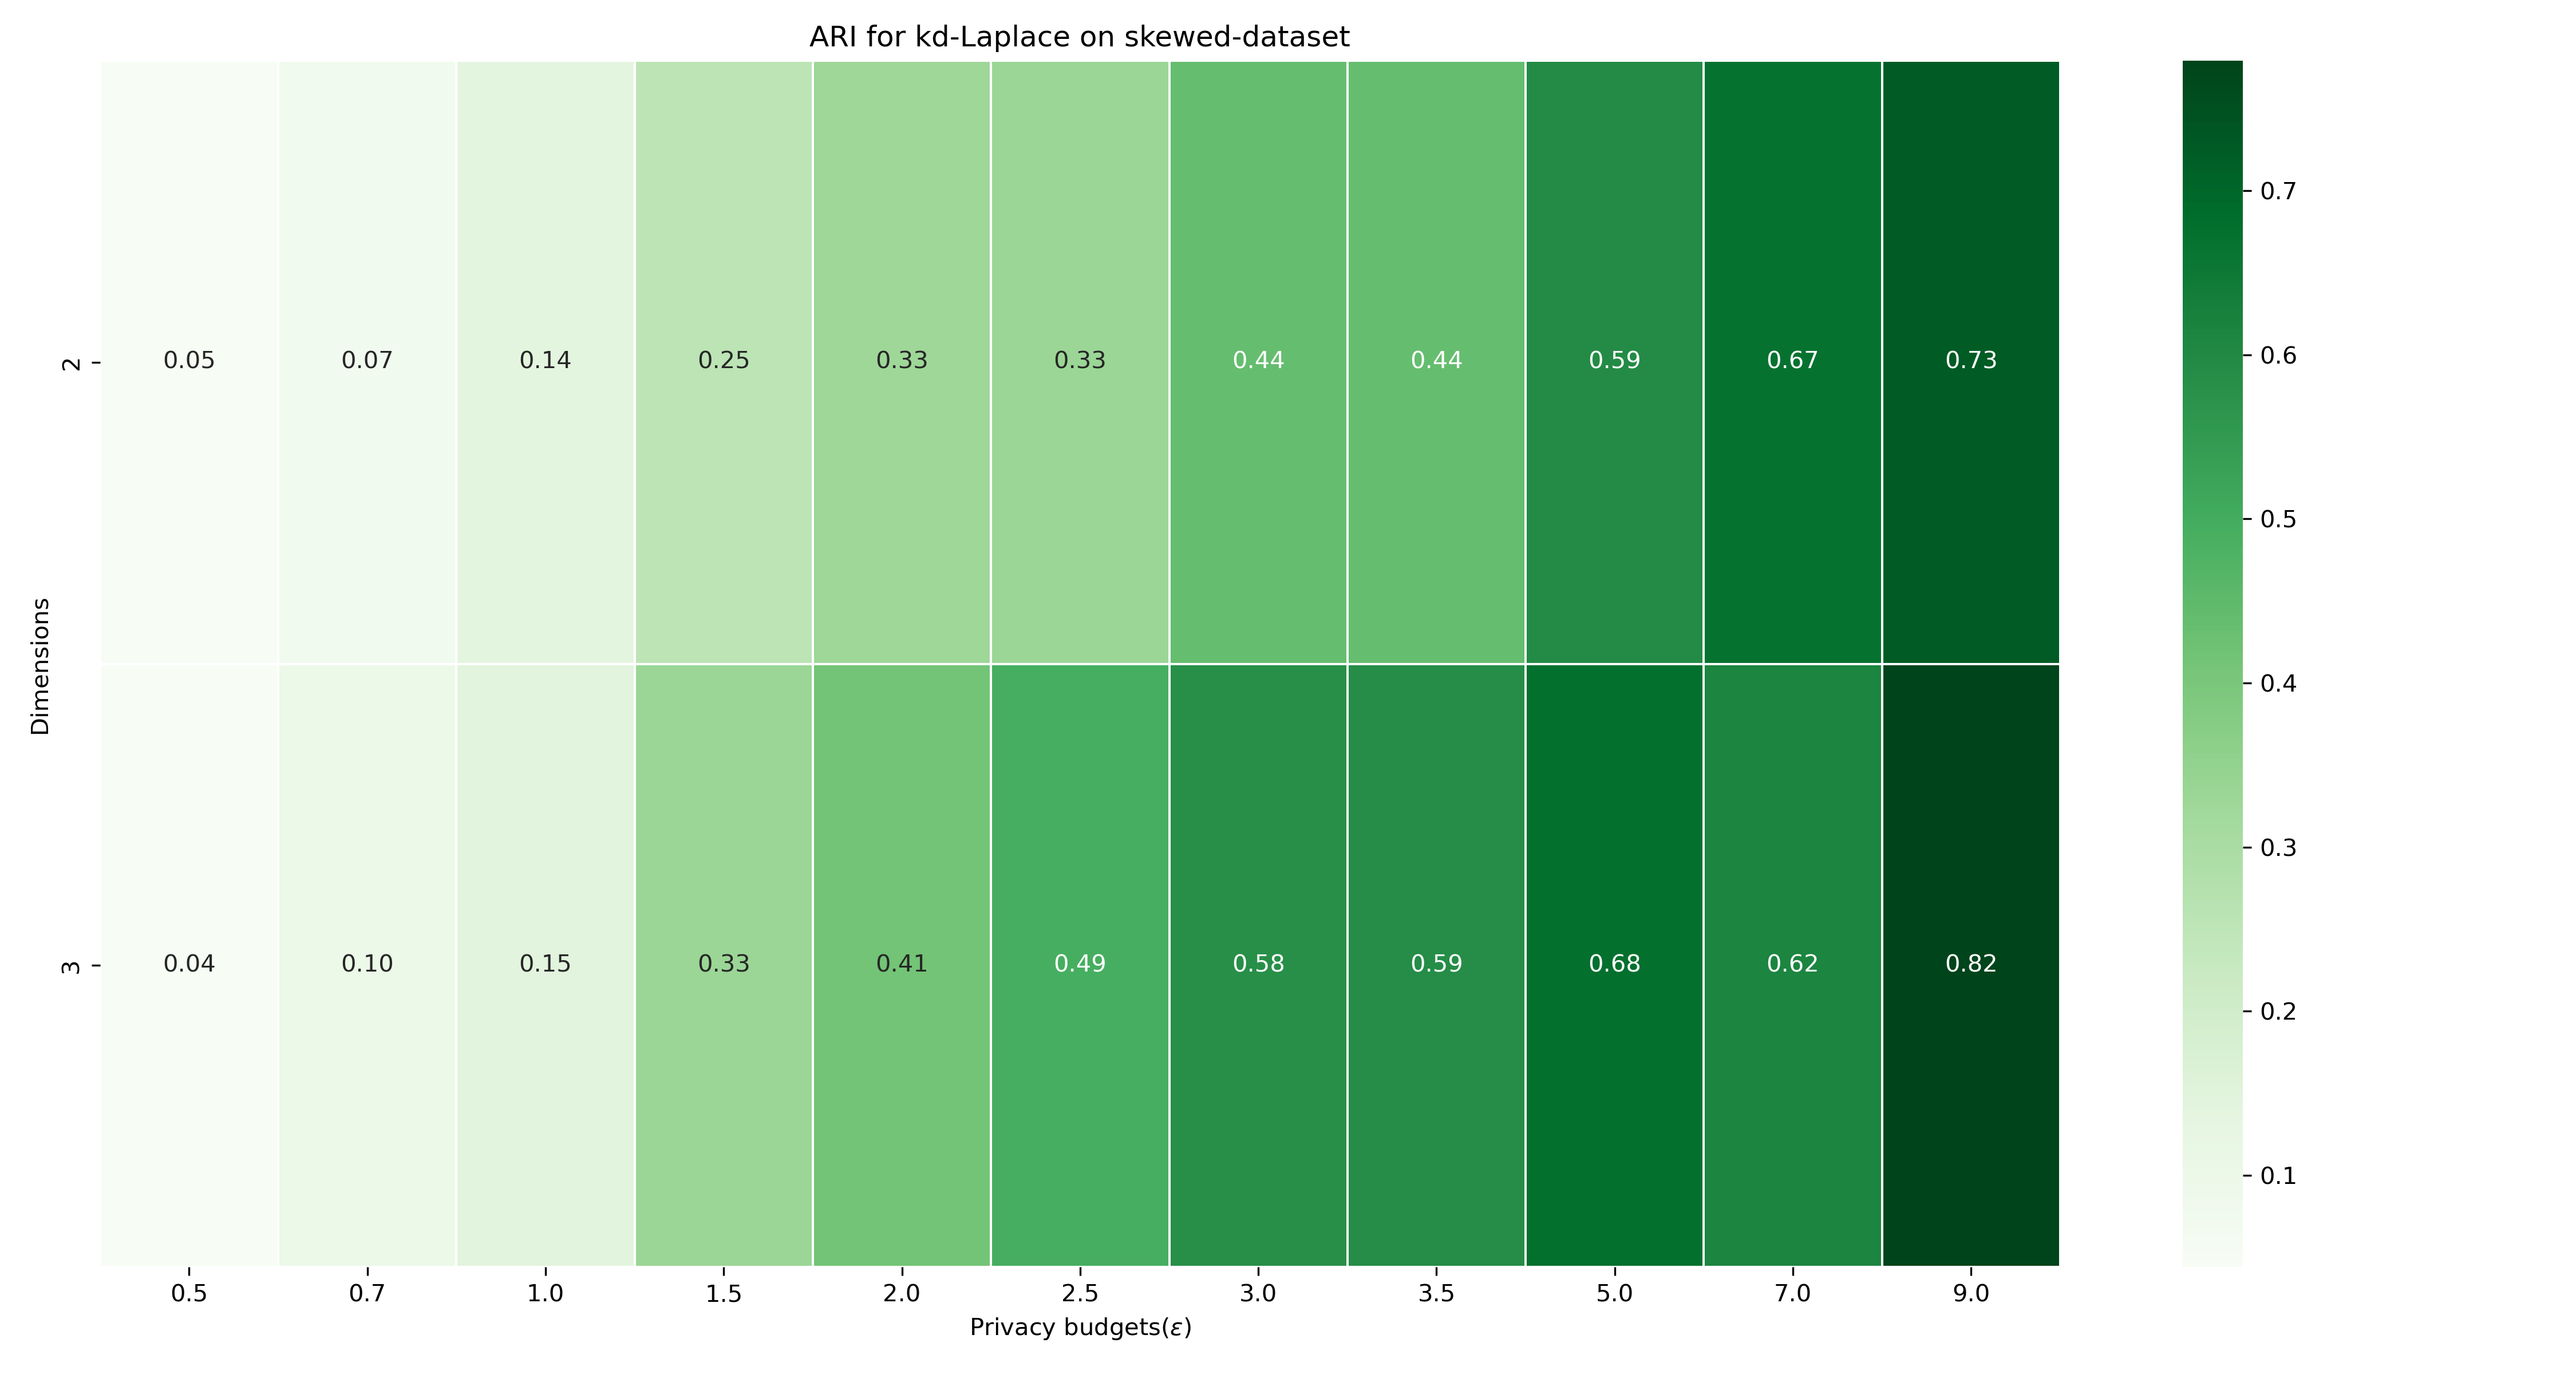 ARI for kd-Laplace on skewed-dataset
Dimensions
2
0.05 0.07 0.14 0.25 0.33 0.33 0.44 0.44 0.59 0.67 0.73
3
0.04 0.10 0.15 0.33 0.41 0.49 0.58 0.59 0.68 0.62 0.82
0.5 0.7 1.0 1.5 2.0 2.5 3.0 3.5 5.0 7.0 9.0
Privacy budgets(ε)
0.7
0.6
0.5
0.4
0.3
0.2
0.1